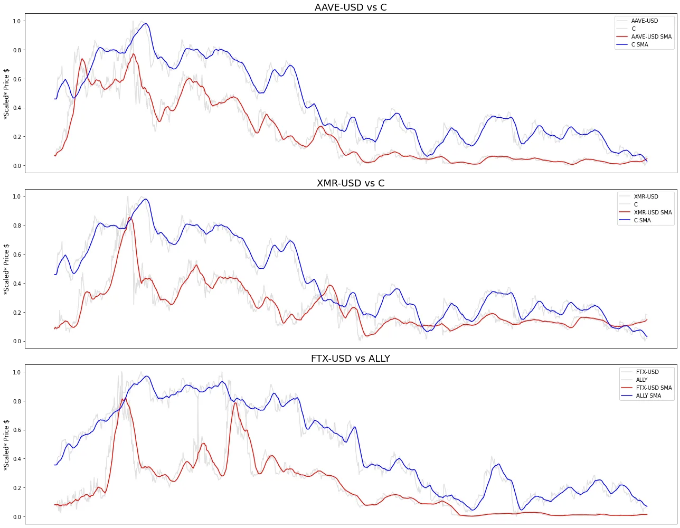 AAVE-USD vs C
1.0
0.8
0.6
0.4
0.2
0.0
*Scaled* Price $
AAVE-USD
C
AAVE-USD SMA
C SMA
XMR-USD vs C
1.0
0.8
0.6
0.4
0.2
0.0
*Scaled* Price $
XMR-USD
C
XMR-USD SMA
C SMA
FTX-USD vs ALLY
1.0
0.8
0.6
0.4
0.2
0.0
*Scaled* Price $
FTX-USD
ALLY
FTX-USD SMA
ALLY SMA